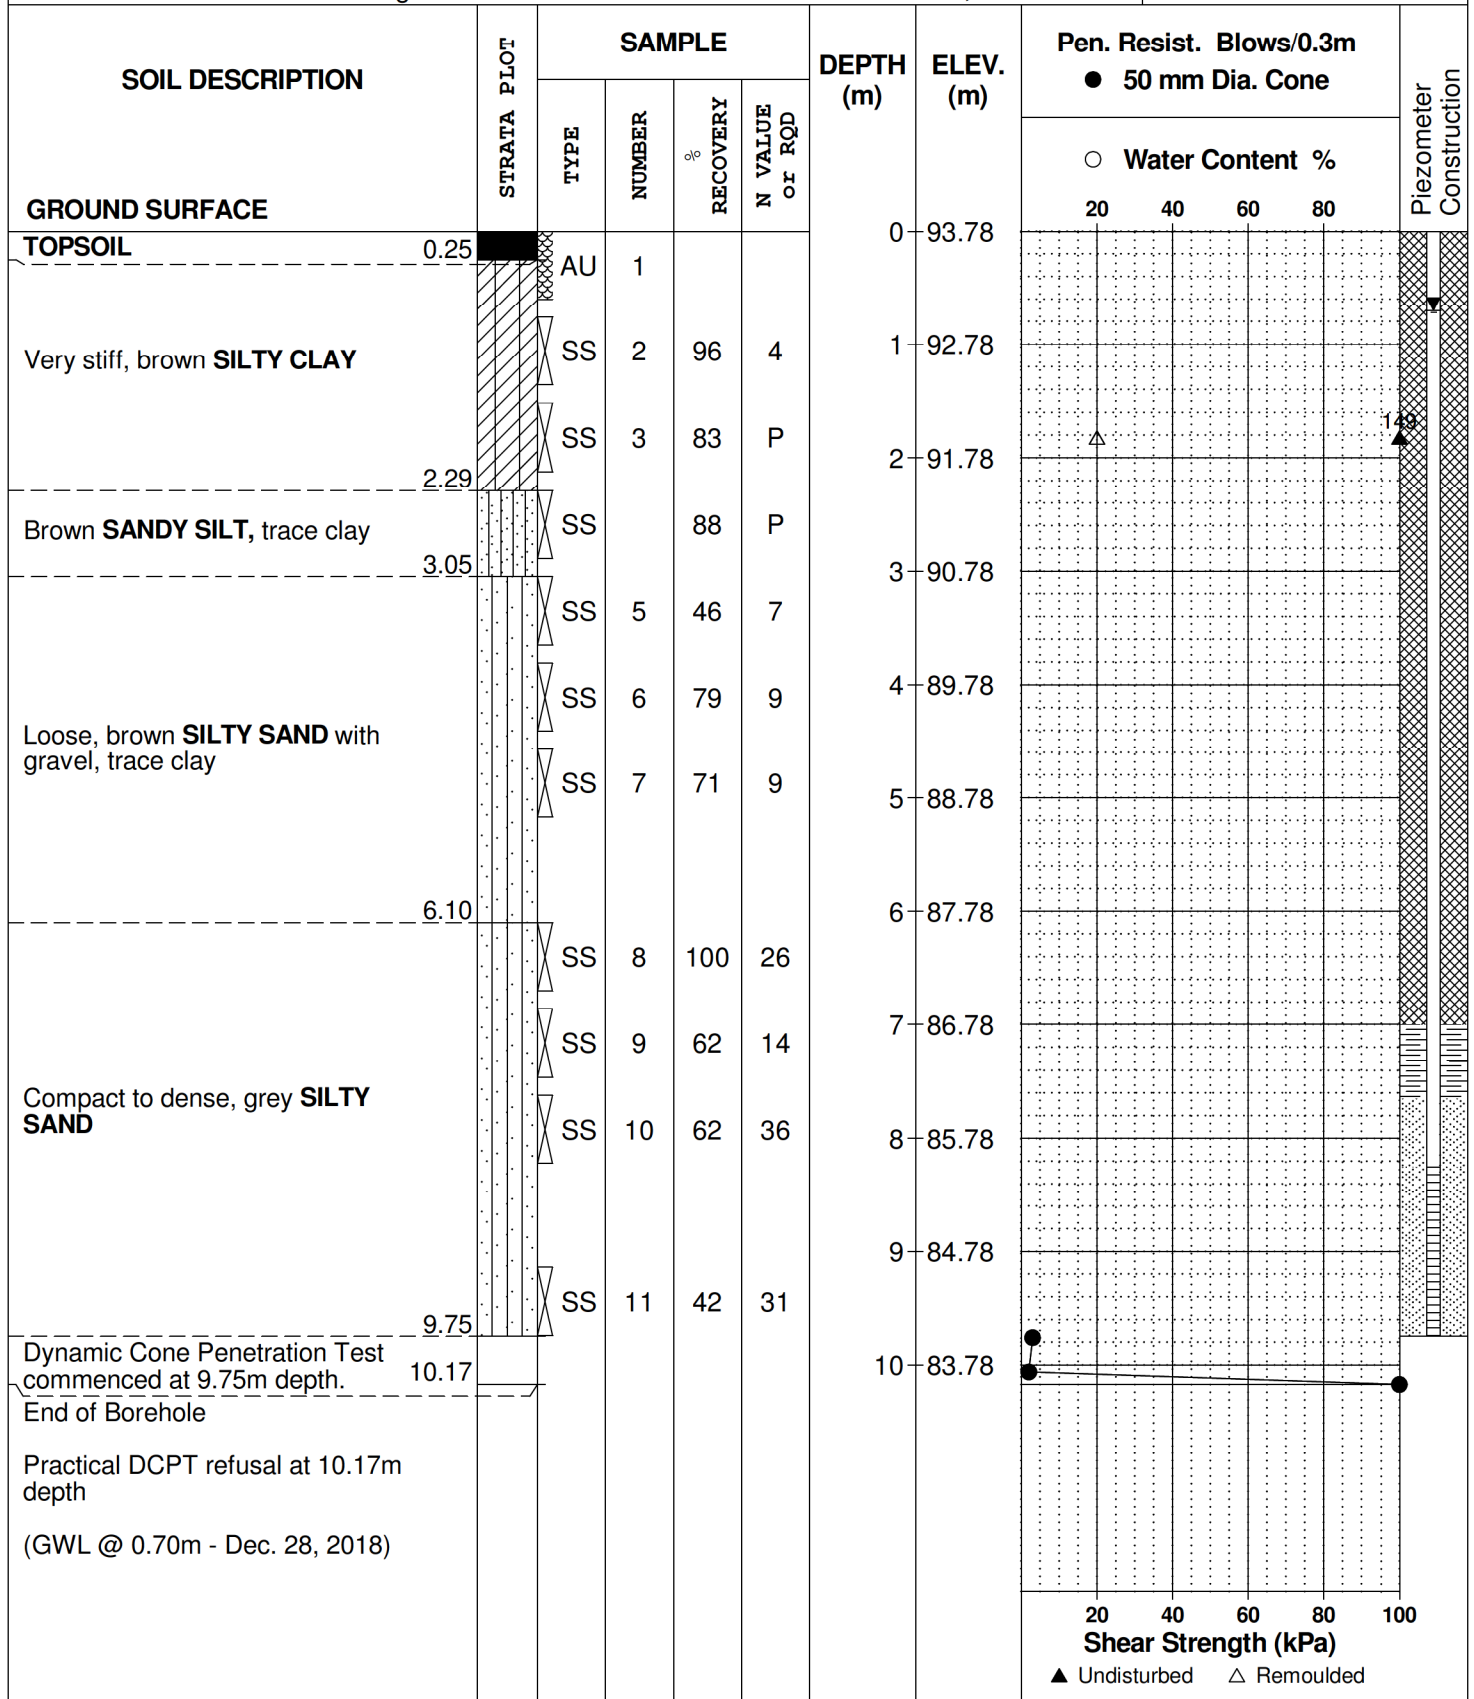 SOIL DESCRIPTION
GROUND SURFACE
STRATA PLOT
SAMPLE
TYPE
NUMBER
%
RECOVERY
N VALUE
or RQD
DEPTH
(m)
ELEV.
(m)
Pen. Resist. Blows/0.3m
● 50 mm Dia. Cone
○ Water Content %
20 40 60 80
Piezometer
Construction
0 93.78
TOPSOIL 0.25
AU 1
Very stiff, brown SILTY CLAY
SS 2 96 4
1 92.78
149
SS 3 83 P
2 91.78
2.29
Brown SANDY SILT, trace clay
SS 88 P
3.05
3 90.78
SS 5 46 7
4 89.78
SS 6 79 9
Loose, brown SILTY SAND with
gravel, trace clay
SS 7 71 9
5 88.78
6.10
6 87.78
SS 8 100 26
7 86.78
SS 9 62 14
Compact to dense, grey SILTY
SAND
SS 10 62 36
8 85.78
9 84.78
SS 11 42 31
9.75
Dynamic Cone Penetration Test
commenced at 9.75m depth.
10.17
10 83.78
End of Borehole
Practical DCPT refusal at 10.17m
depth
(GWL @ 0.70m - Dec. 28, 2018)
20 40 60 80 100
Shear Strength (kPa)
▲ Undisturbed △ Remoulded